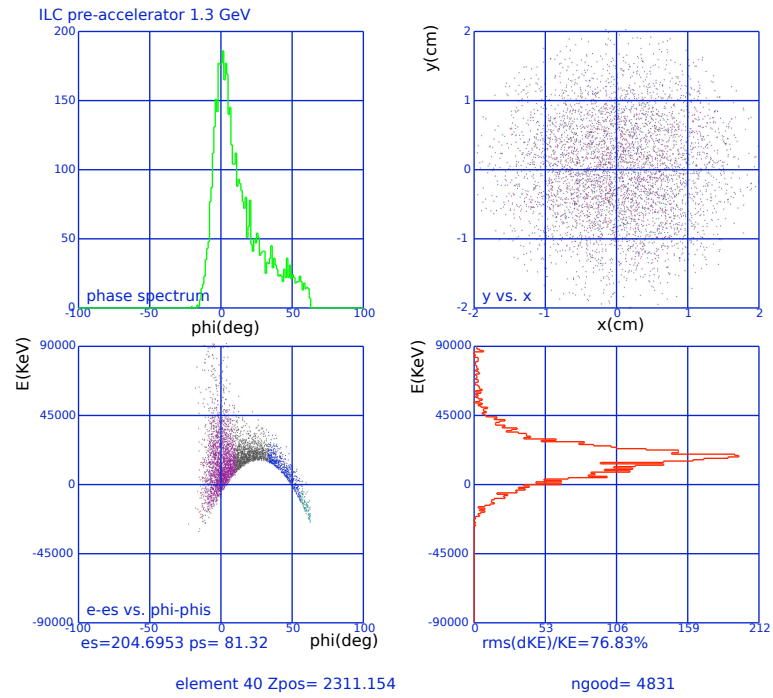 ILC pre-accelerator 1.3 GeV
200
150
100
50
0
-100
-50
0
50
100
phase spectrum
phi(deg)
y(cm)
2
1
0
-1
-2
-2
-1
0
1
2
y vs. x
x(cm)
E(KeV)
90000
45000
0
-45000
-90000
-100
-50
0
50
100
e-es vs. phi-phis
phi(deg)
es=204.6953 ps= 81.32
E(KeV)
90000
45000
0
-45000
-90000
0
53
106
159
212
rms(dKE)/KE=76.83%
element 40 Zpos= 2311.154
ngood= 4831